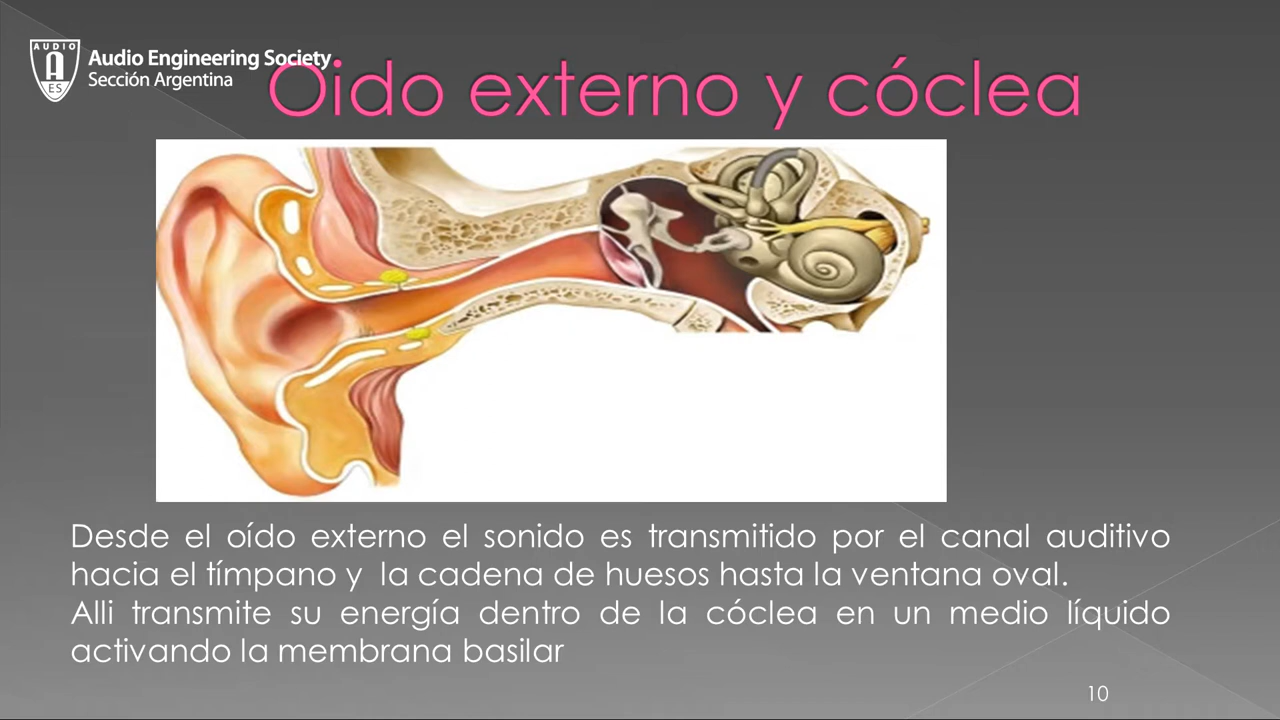 AUDIO
A
ES
Audio Engineering Society
Sección Argentina
Oido externo y cóclea
Desde el oído externo el sonido es transmitido por el canal auditivo
hacia el tímpano y la cadena de huesos hasta la ventana oval.
Alli transmite su energía dentro de la cóclea en un medio líquido
activando la membrana basilar
10